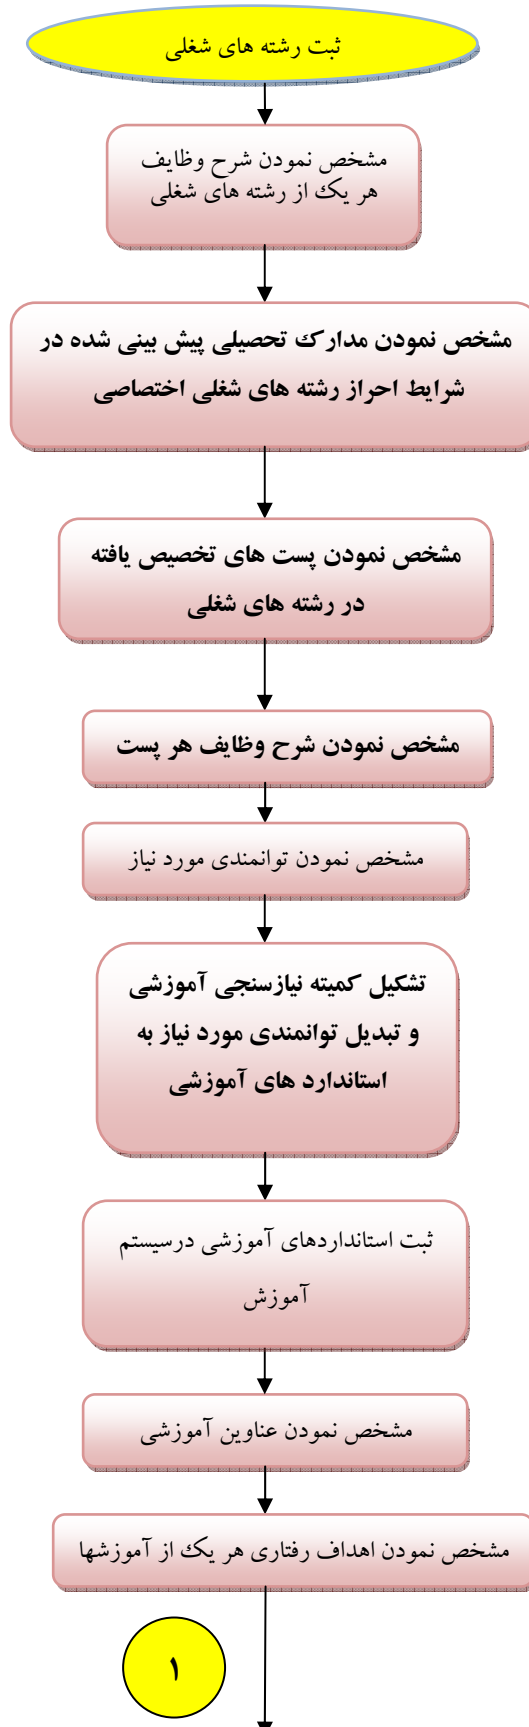 ثبت رشته های شغلی
مشخص نمودن شرح وظایف
هر یک از رشته های شغلی
مشخص نمودن مدارک تحصیلی پیش بینی شده در
شرایط احراز رشته های شغلی اختصاصی
مشخص نمودن پست های تخصیص یافته
در رشته های شغلی
مشخص نمودن شرح وظایف هر پست
مشخص نمودن توانمندی مورد نیاز
تشکیل کمیته نیازسنجی آموزشی
و تبدیل توانمندی مورد نیاز به
استاندارد های آموزشی
ثبت استانداردهای آموزشی درسیستم
آموزش
مشخص نمودن عناوین آموزشی
مشخص نمودن اهداف رفتاری هر یک از آموزشها
۱